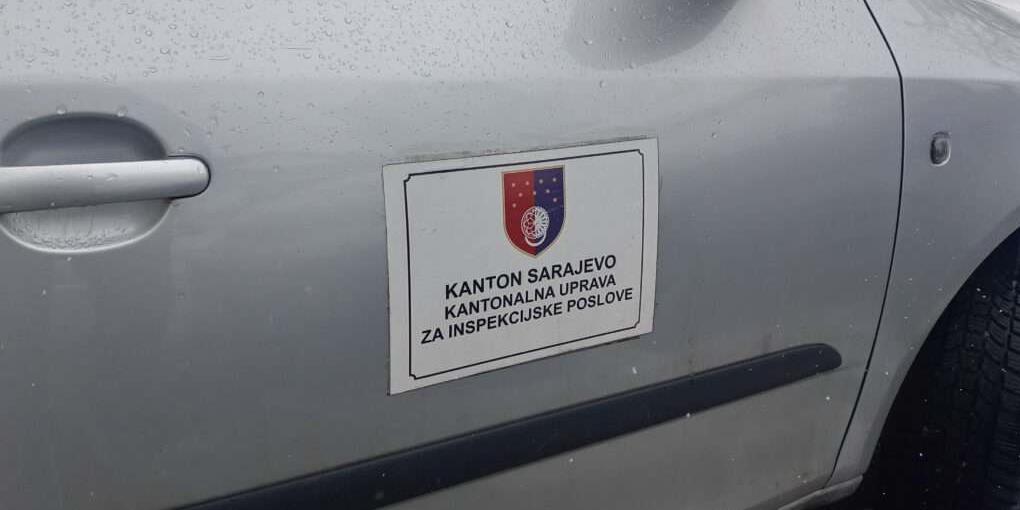 KANTON SARAJEVO
KANTONALNA UPRAVA
ZA INSPEKCIJSKE POSLOVE